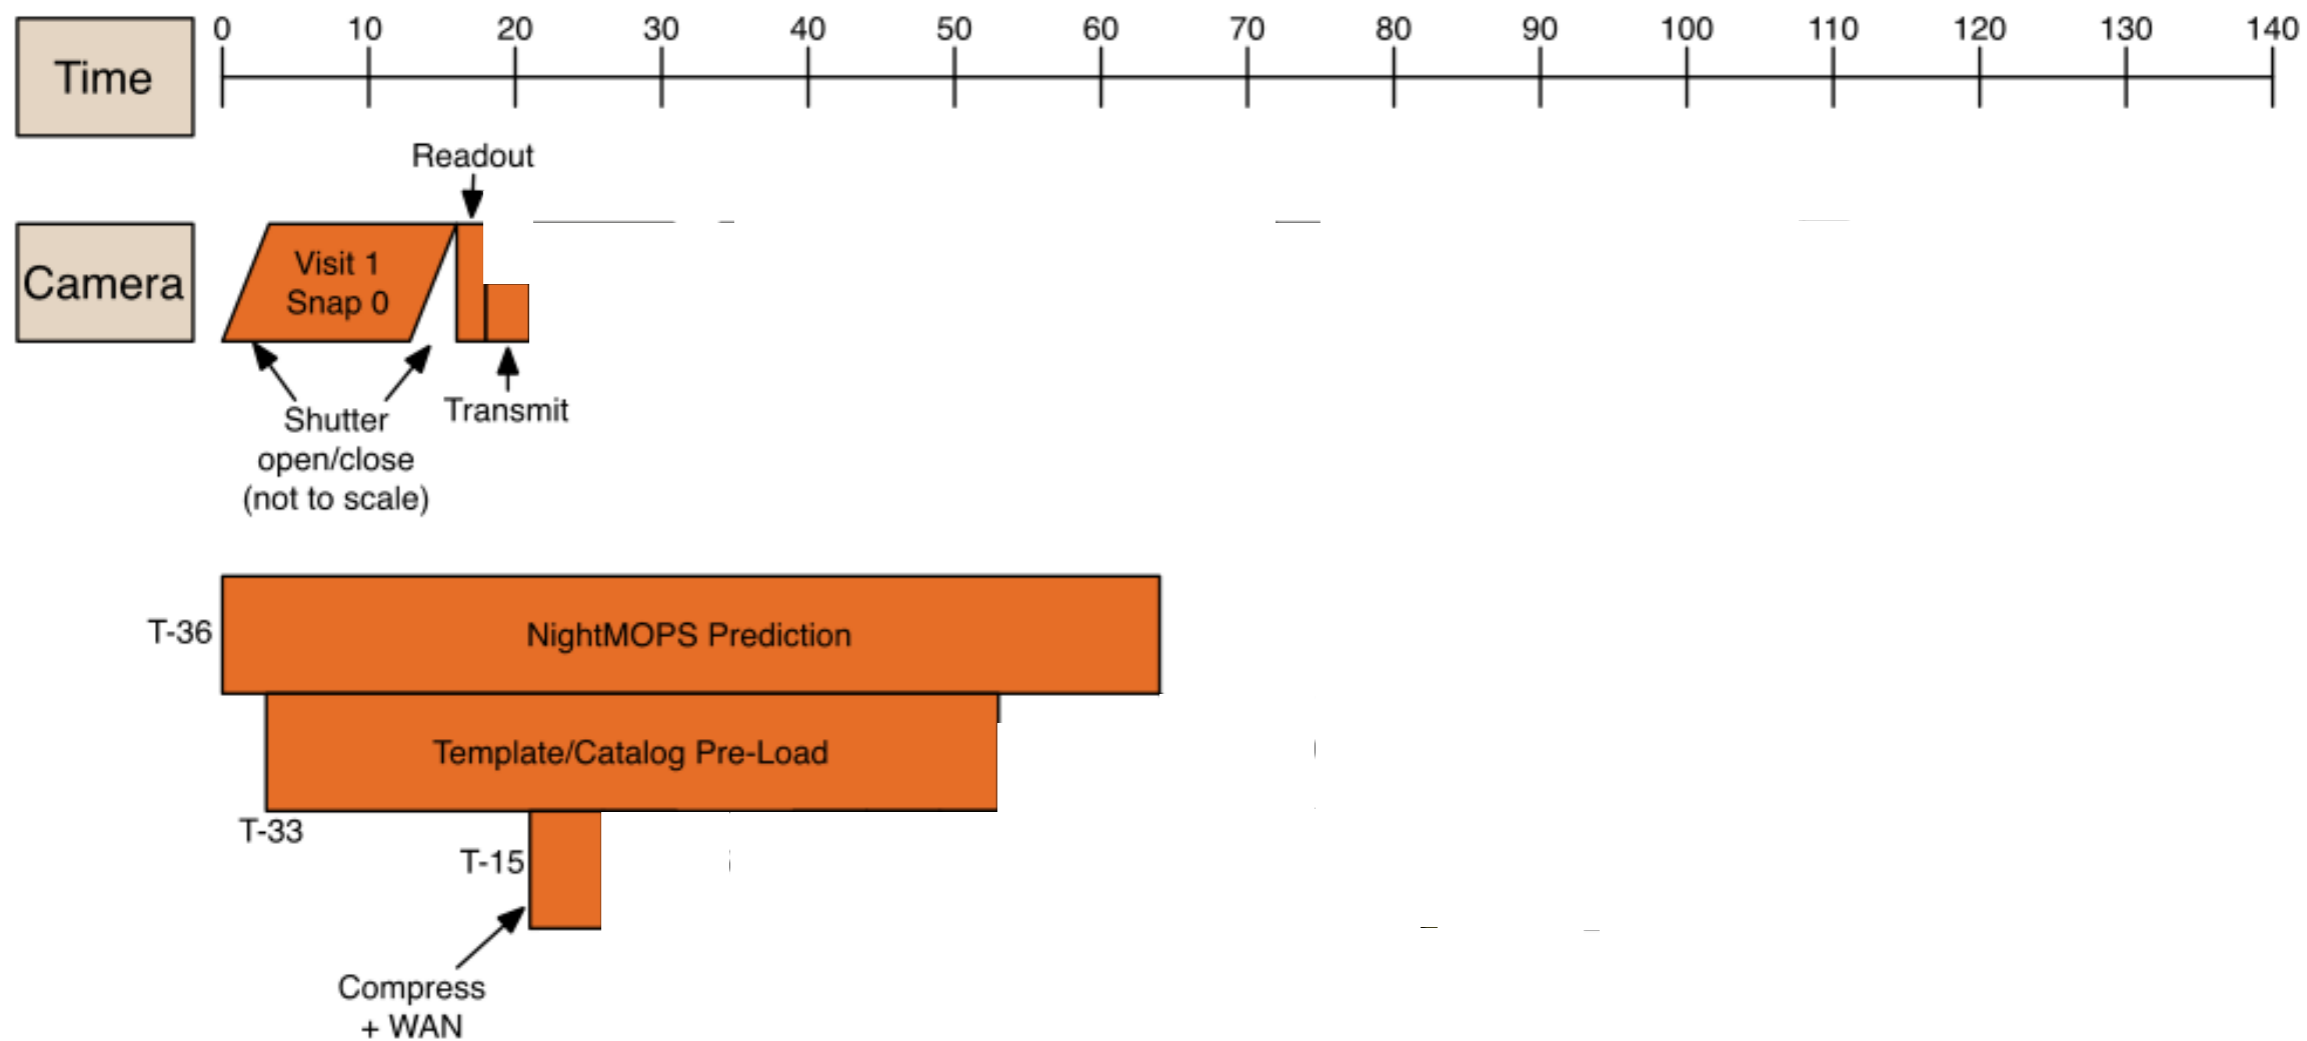 0 10 20 30 40 50 60 70 80 90 100 110 120 130 140
Time
Readout
Camera
Visit 1
Snap 0
Shutter
open/close
(not to scale)
Transmit
T-36
NightMOPS Prediction
Template/Catalog Pre-Load
T-33
T-15
Compress
+ WAN